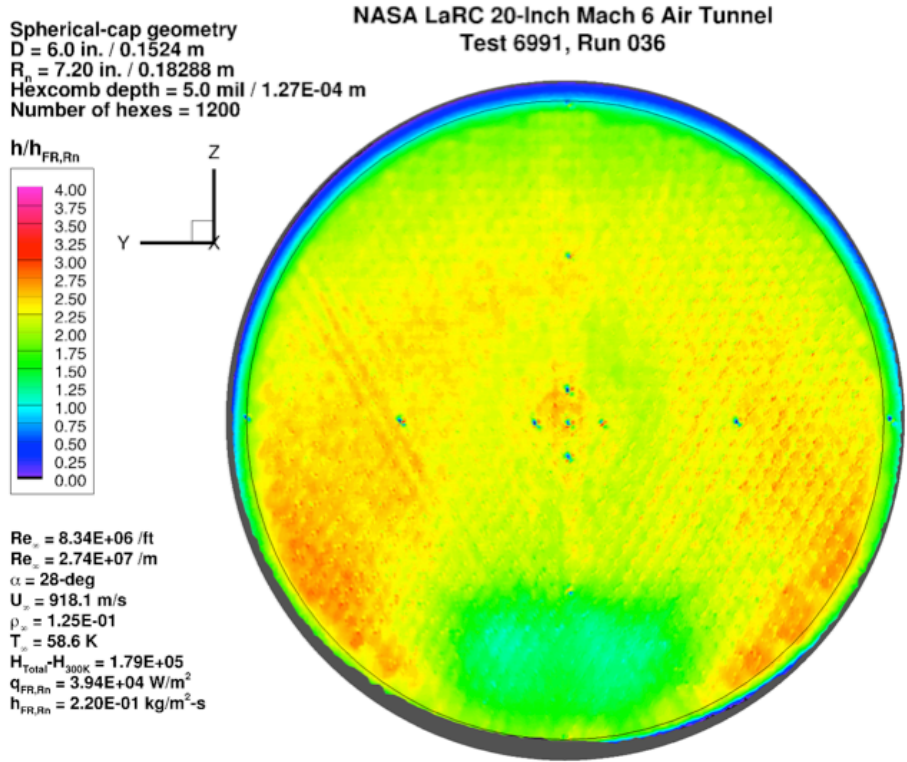 NASA LaRC 20-Inch Mach 6 Air Tunnel
Test 6991, Run 036
Spherical-cap geometry
D = 6.0 in. / 0.1524 m
Rₙ = 7.20 in. / 0.18288 m
Hexcomb depth = 5.0 mil / 1.27E-04 m
Number of hexes = 1200
h/h_FR,Rn
4.00
3.75
3.50
3.25
3.00
2.75
2.50
2.25
2.00
1.75
1.50
1.25
1.00
0.75
0.50
0.25
0.00
Z
Y
X
Re∞ = 8.34E+06 /ft
Re∞ = 2.74E+07 /m
α = 28-deg
U∞ = 918.1 m/s
ρ∞ = 1.25E-01
T∞ = 58.6 K
H_Total-H_300K = 1.79E+05
q_FR,Rn = 3.94E+04 W/m²
h_FR,Rn = 2.20E-01 kg/m²-s